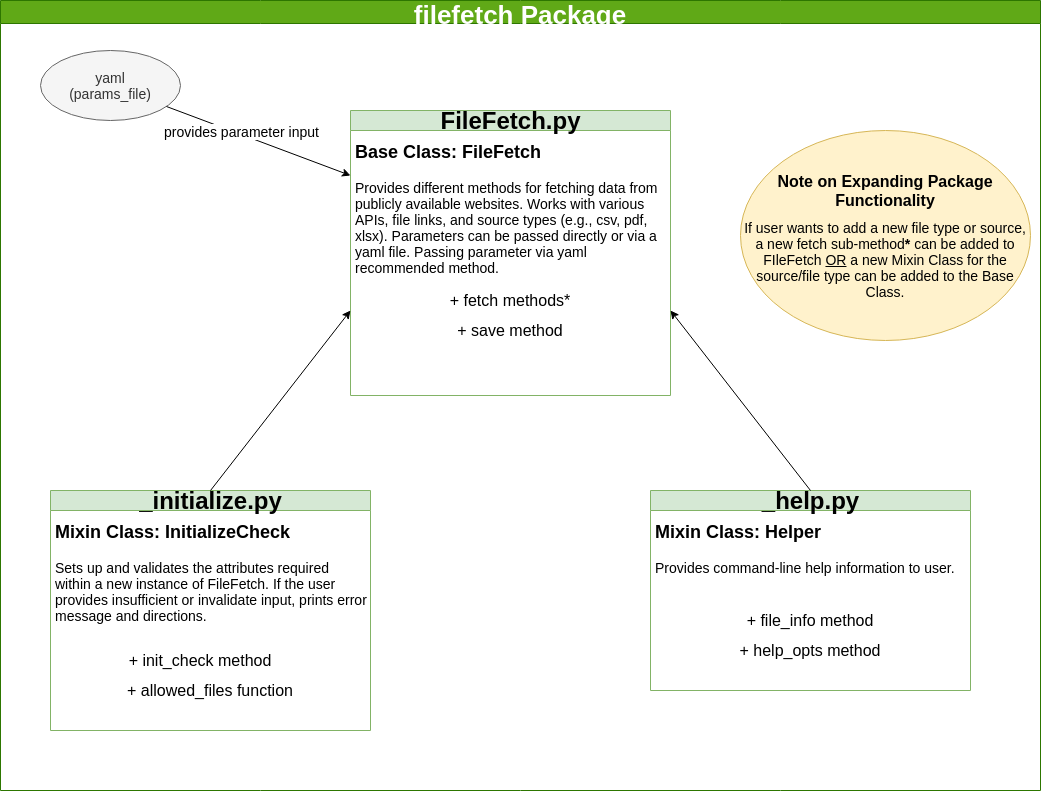 filefetch Package
yaml
(params_file)
provides parameter input
FileFetch.py
Base Class: FileFetch
Provides different methods for fetching data from
publicly available websites. Works with various
APIs, file links, and source types (e.g., csv, pdf,
xlsx). Parameters can be passed directly or via a
yaml file. Passing parameter via yaml
recommended method.
+ fetch methods*
+ save method
Note on Expanding Package
Functionality
If user wants to add a new file type or source,
a new fetch sub-method* can be added to
FIleFetch OR a new Mixin Class for the
source/file type can be added to the Base
Class.
_initialize.py
Mixin Class: InitializeCheck
Sets up and validates the attributes required
within a new instance of FileFetch. If the user
provides insufficient or invalidate input, prints error
message and directions.
+ init_check method
+ allowed_files function
_help.py
Mixin Class: Helper
Provides command-line help information to user.
+ file_info method
+ help_opts method